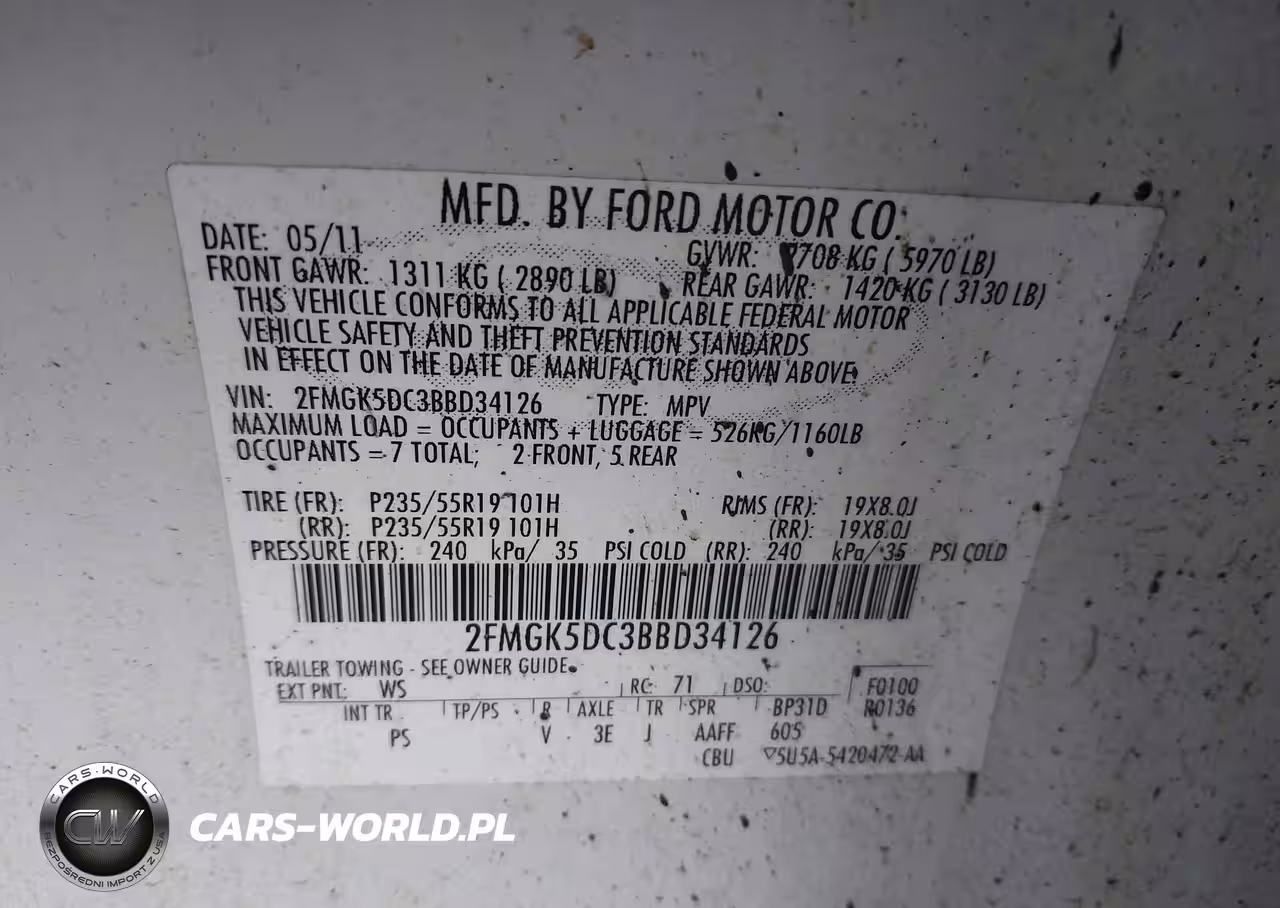 MFD. BY FORD MOTOR CO.
DATE: 05/11 GVWR: 2708 KG ( 5970 LB)
FRONT GAWR: 1311 KG ( 2890 LB) REAR GAWR: 1420 KG ( 3130 LB)
THIS VEHICLE CONFORMS TO ALL APPLICABLE FEDERAL MOTOR
VEHICLE SAFETY AND THEFT PREVENTION STANDARDS
IN EFFECT ON THE DATE OF MANUFACTURE SHOWN ABOVE.
VIN: 2FMGK5DC3BBD34126 TYPE: MPV
MAXIMUM LOAD = OCCUPANTS + LUGGAGE = 526KG/1160LB
OCCUPANTS = 7 TOTAL; 2 FRONT, 5 REAR
TIRE (FR): P235/55R19 101H RIMS (FR): 19X8.0J
(RR): P235/55R19 101H (RR): 19X8.0J
PRESSURE (FR): 240 kPa/ 35 PSI COLD (RR): 240 kPa/ 35 PSI COLD
2FMGK5DC3BBD34126
TRAILER TOWING - SEE OWNER GUIDE.
EXT PNT: WS RC: 71 DSO: F0100
INT TR TP/PS R AXLE TR SPR BP31D R0136
PS V 3E J AAFF 605
CBU ▽5U5A-5420472-AA
CARS-WORLD
CW
BEZPOŚREDNI IMPORT Z USA
CARS-WORLD.PL